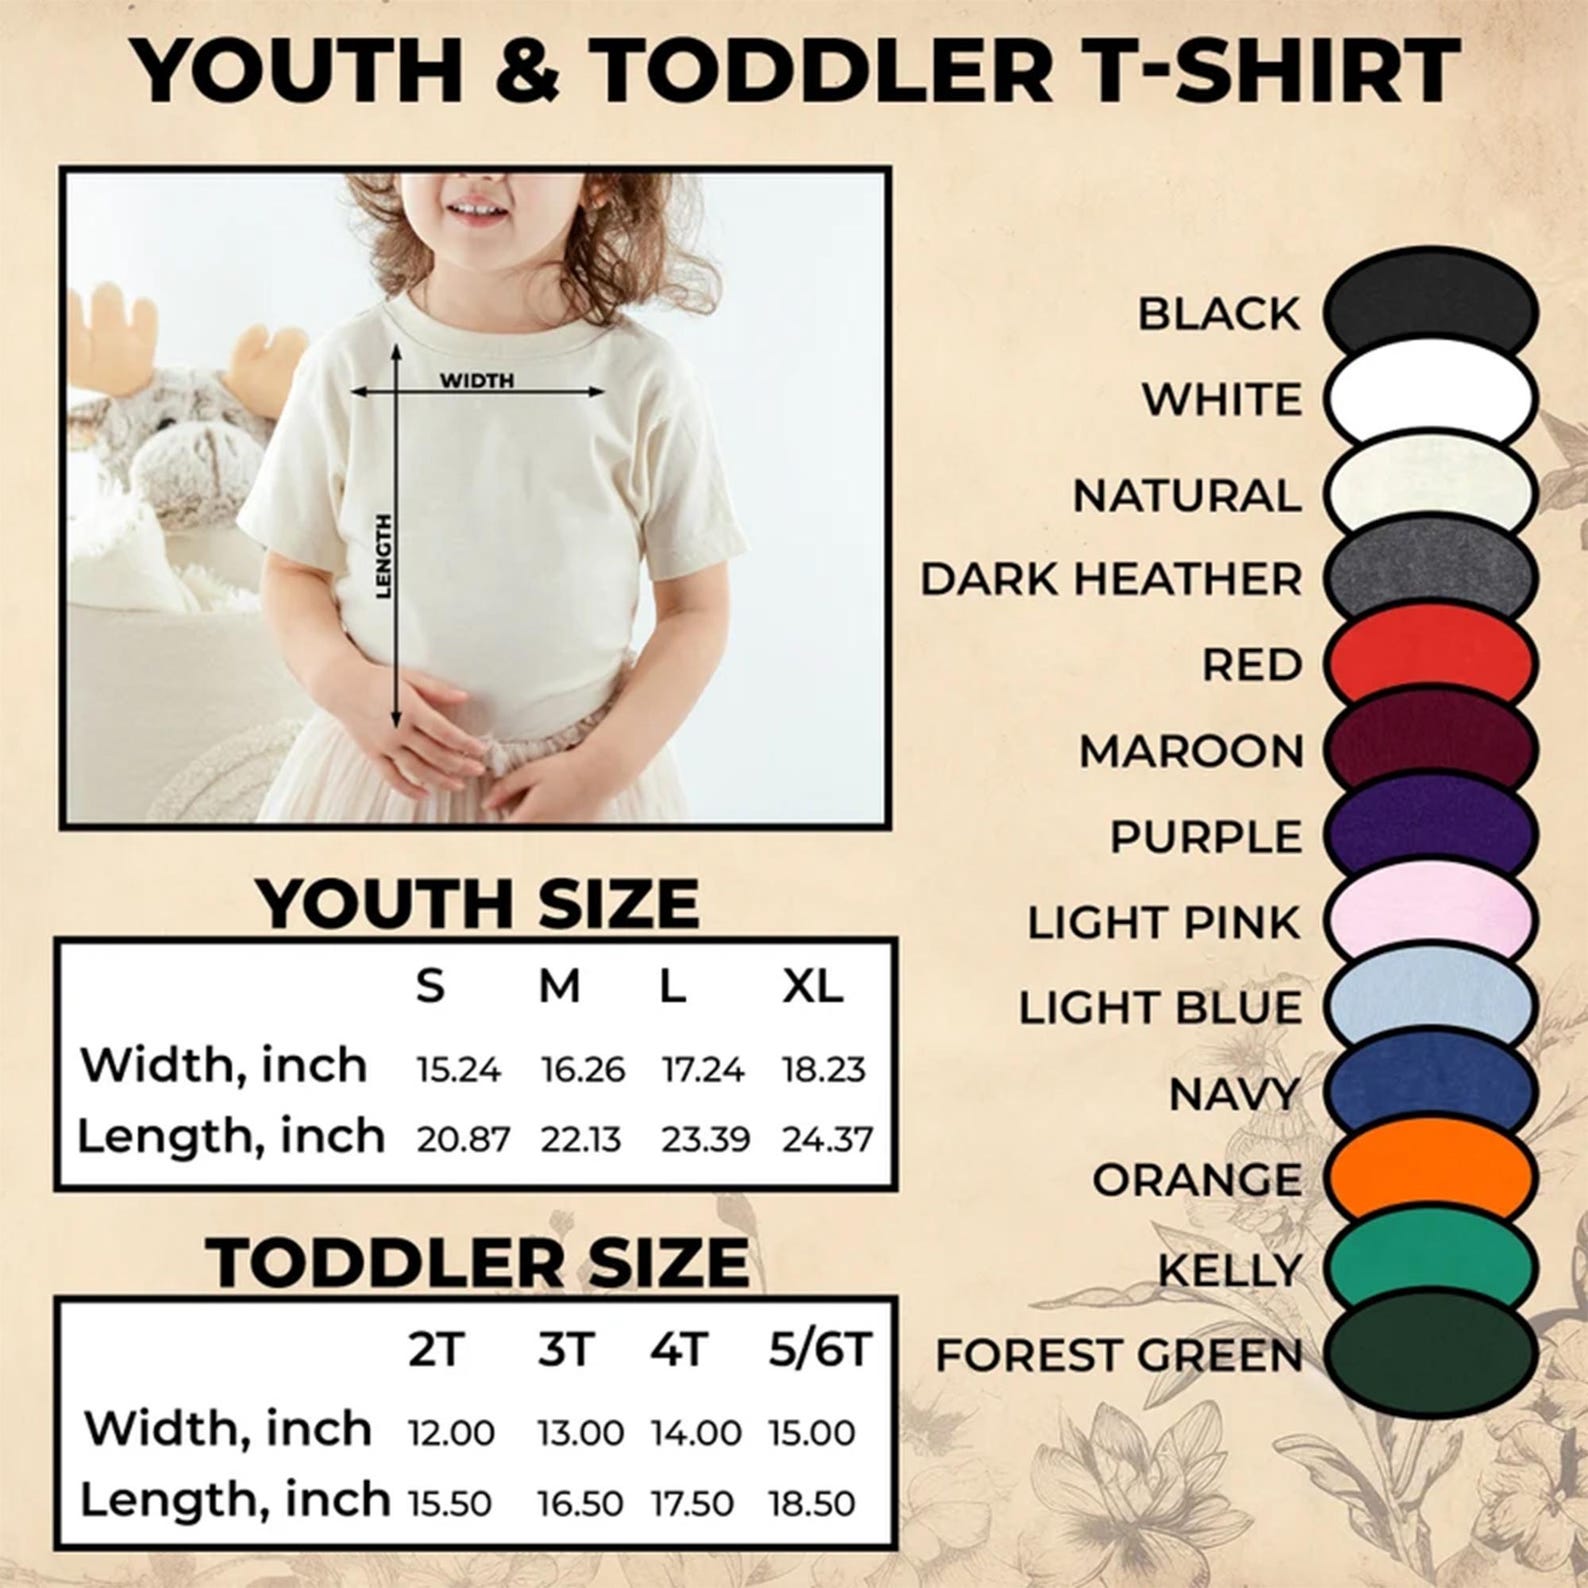 YOUTH & TODDLER T-SHIRT
WIDTH
LENGTH
BLACK
WHITE
NATURAL
DARK HEATHER
RED
MAROON
PURPLE
LIGHT PINK
LIGHT BLUE
NAVY
ORANGE
KELLY
FOREST GREEN
YOUTH SIZE
S M L XL
Width, inch 15.24 16.26 17.24 18.23
Length, inch 20.87 22.13 23.39 24.37
TODDLER SIZE
2T 3T 4T 5/6T
Width, inch 12.00 13.00 14.00 15.00
Length, inch 15.50 16.50 17.50 18.50